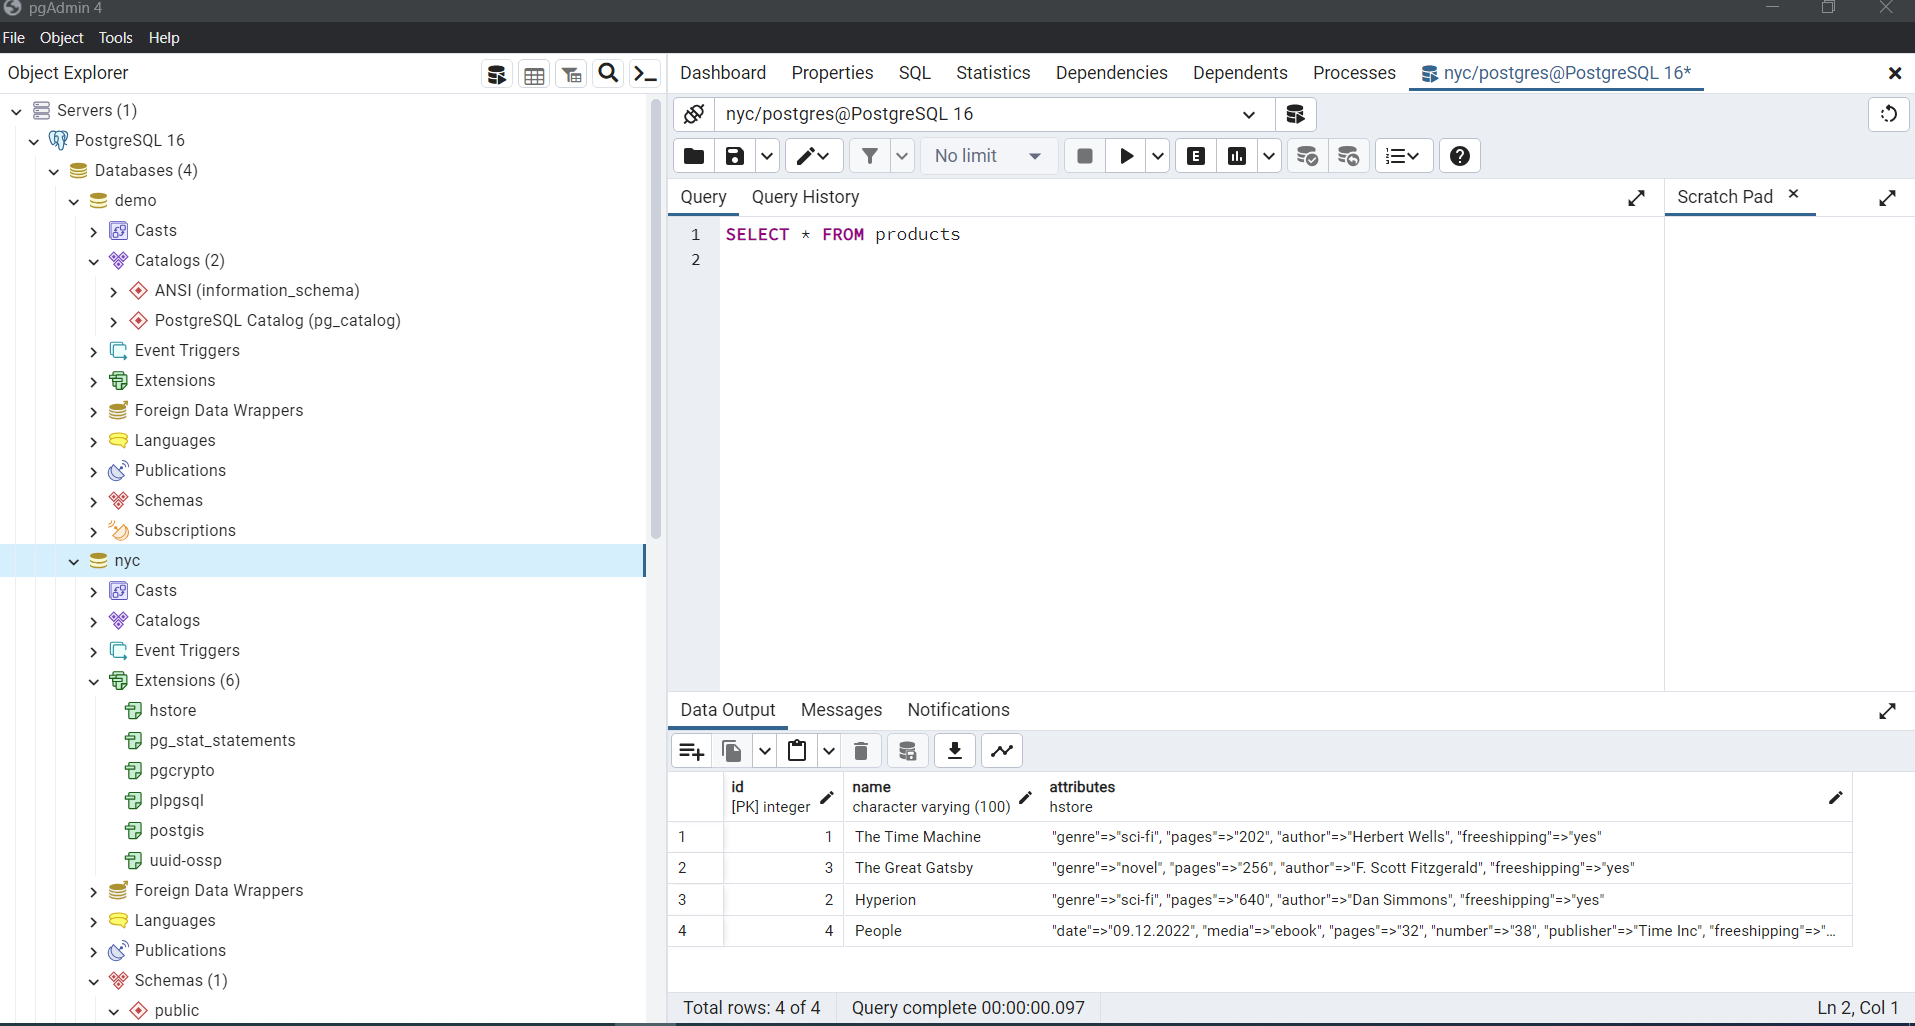 pgAdmin 4
File Object Tools Help
Object Explorer
Servers (1)
PostgreSQL 16
Databases (4)
demo
Casts
Catalogs (2)
ANSI (information_schema)
PostgreSQL Catalog (pg_catalog)
Event Triggers
Extensions
Foreign Data Wrappers
Languages
Publications
Schemas
Subscriptions
nyc
Casts
Catalogs
Event Triggers
Extensions (6)
hstore
pg_stat_statements
pgcrypto
plpgsql
postgis
uuid-ossp
Foreign Data Wrappers
Languages
Publications
Schemas (1)
public
Dashboard Properties SQL Statistics Dependencies Dependents Processes nyc/postgres@PostgreSQL 16*
nyc/postgres@PostgreSQL 16
No limit E
Query Query History
Scratch Pad
1 SELECT * FROM products
2
Data Output Messages Notifications
id name attributes
[PK] integer character varying (100) hstore
1 1 The Time Machine "genre"=>"sci-fi", "pages"=>"202", "author"=>"Herbert Wells", "freeshipping"=>"yes"
2 3 The Great Gatsby "genre"=>"novel", "pages"=>"256", "author"=>"F. Scott Fitzgerald", "freeshipping"=>"yes"
3 2 Hyperion "genre"=>"sci-fi", "pages"=>"640", "author"=>"Dan Simmons", "freeshipping"=>"yes"
4 4 People "date"=>"09.12.2022", "media"=>"ebook", "pages"=>"32", "number"=>"38", "publisher"=>"Time Inc", "freeshipping"=>"...
Total rows: 4 of 4 Query complete 00:00:00.097 Ln 2, Col 1